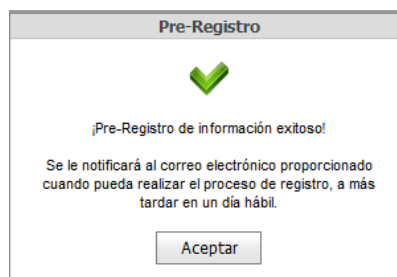 Pre-Registro
¡Pre-Registro de información exitoso!
Se le notificará al correo electrónico proporcionado
cuando pueda realizar el proceso de registro, a más
tardar en un día hábil.
Aceptar